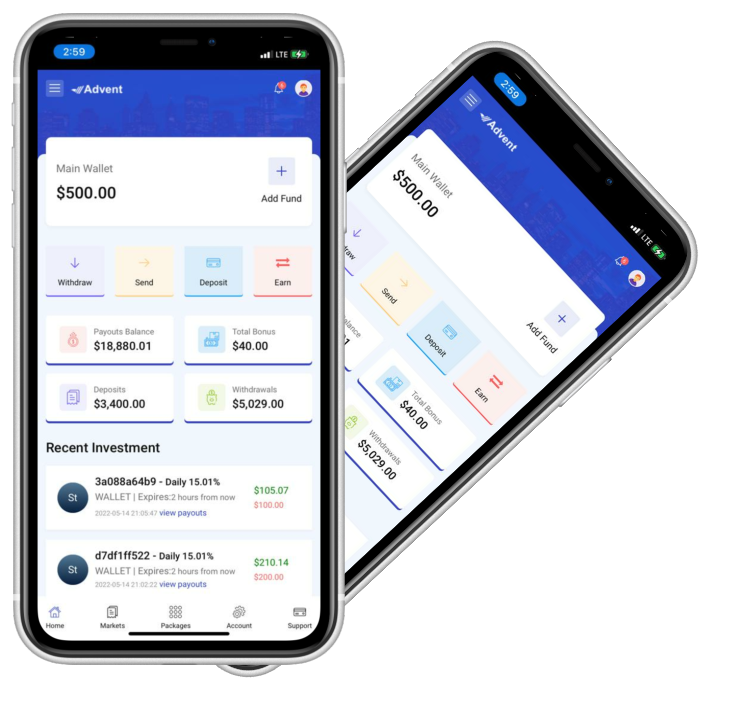 2:59
LTE
Advent
Main Wallet
$500.00
Add Fund
Withdraw
Send
Deposit
Earn
Payouts Balance
$18,880.01
Total Bonus
$40.00
Deposits
$3,400.00
Withdrawals
$5,029.00
Recent Investment
3a088a64b9 - Daily 15.01%
WALLET | Expires:2 hours from now
2022-05-14 21:05:47 view payouts
$105.07
$100.00
St
d7df1ff522 - Daily 15.01%
WALLET | Expires:2 hours from now
2022-05-14 21:02:22 view payouts
$210.14
$200.00
St
Home
Markets
Packages
Account
Support
2:59
LTE
Advent
Main Wallet
$500.00
Add Fund
raw
Send
Deposit
Earn
alance
Total Bonus
$40.00
Withdrawals
$5,029.00